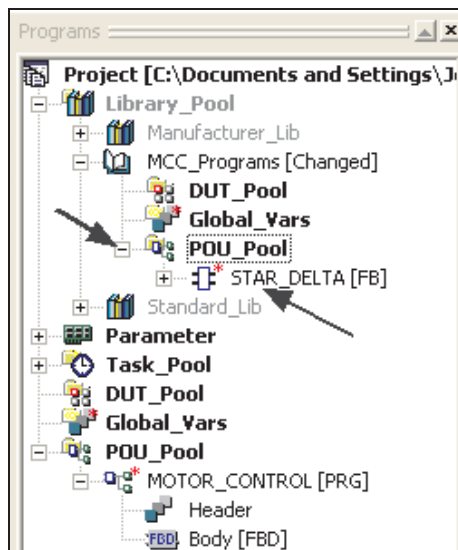 Programs
Project [C:\Documents and Settings\J
Library_Pool
Manufacturer_Lib
MCC_Programs [Changed]
DUT_Pool
Global_Vars
POU_Pool
STAR_DELTA [FB]
Standard_Lib
Parameter
Task_Pool
DUT_Pool
Global_Vars
POU_Pool
MOTOR_CONTROL [PRG]
Header
FBD Body [FBD]